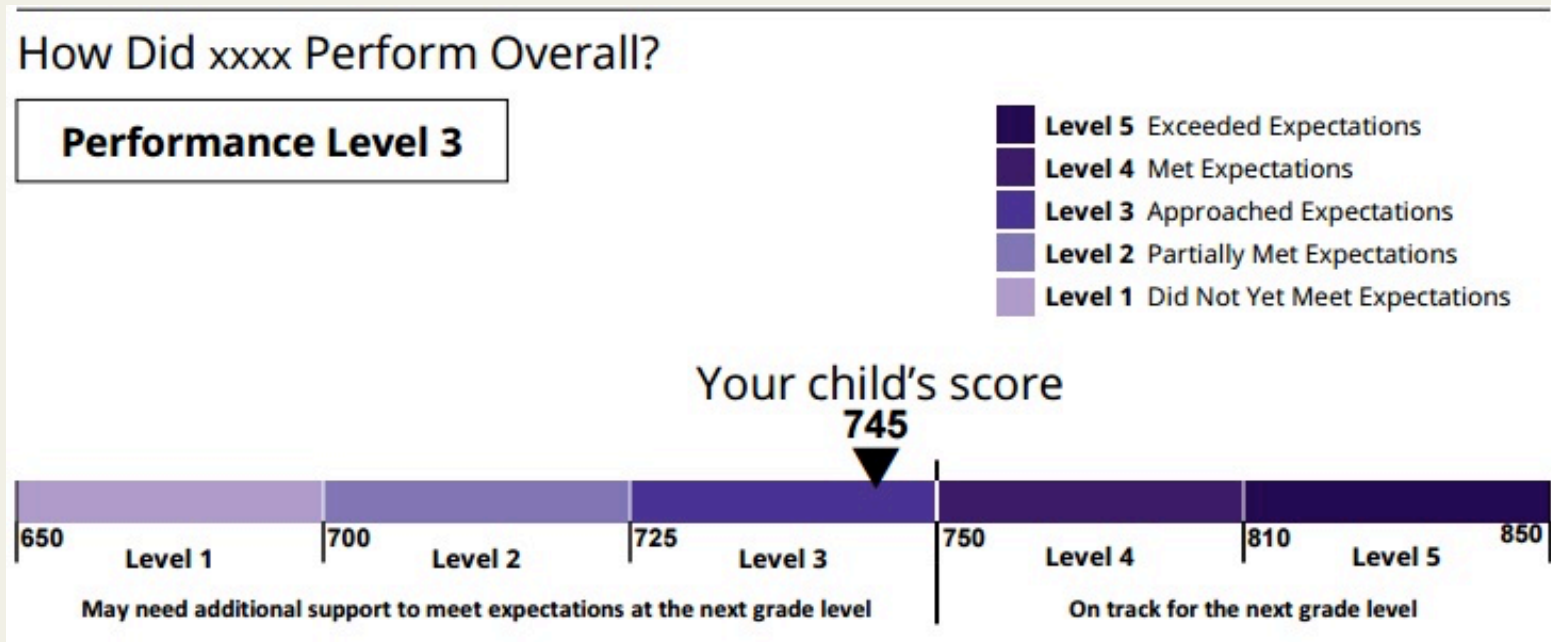 How Did xxxx Perform Overall?
Performance Level 3
Level 5 Exceeded Expectations
Level 4 Met Expectations
Level 3 Approached Expectations
Level 2 Partially Met Expectations
Level 1 Did Not Yet Meet Expectations
Your child's score
745
650 700 725 750 810 850
Level 1 Level 2 Level 3 Level 4 Level 5
May need additional support to meet expectations at the next grade level On track for the next grade level